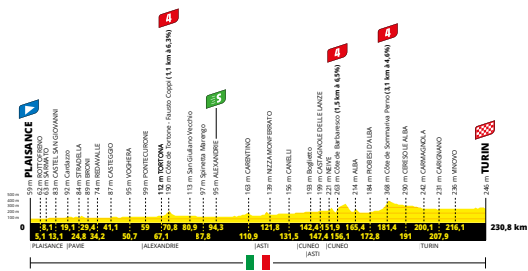 4
4
4
S
PLAISANCE
59 m
62 m ROTTOFRENO
63 m SARMATO
83 m CASTEL SAN GIOVANNI
92 m Cardazzo
84 m STRADELLA
89 m BRONI
74 m REDAVALLE
87 m CASTEGGIO
95 m VOGHERA
99 m PONTECURONE
112 m TORTONA
190 m Côte de Tortone - Fausto Coppi (1,1 km à 6,3%)
113 m San Giuliano Vecchio
97 m Spinetta Marengo
95 m ALEXANDRIE
163 m CARENTINO
139 m NIZZA MONFERRATO
156 m CANELLI
193 m Boglietto
199 m CASTAGNOLE DELLE LANZE
221 m NEIVE
263 m Côte de Barbaresco (1,5 km à 6,5%)
214 m ALBA
184 m RODDI D'ALBA
368 m Côte de Sommariva Perno (3,1 km à 4,6%)
290 m CERESOLE ALBA
242 m CARMAGNOLA
231 m CARIGNANO
236 m VINOVO
246 m
TURIN
0 8,1 19,1 29,4 41,1 59 70,8 80,9 94,3 121,8 142,4 151,9 165,4 181,4 200,1 216,1 230,8 km
5,1 13,1 24,8 34,2 50,7 67,1 87,8 110,9 131,5 147,4 156,1 172,8 191 207,9
PLAISANCE PAVIE ALEXANDRIE ASTI CUNEO CUNEO TURIN
ASTI